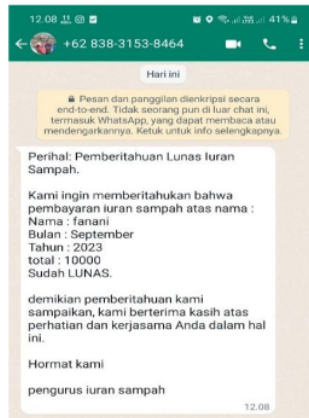 12.08
41%
+62 838-3153-8464
Hari ini
Pesan dan panggilan dienkripsi secara
end-to-end. Tidak seorang pun di luar chat ini,
termasuk WhatsApp, yang dapat membaca atau
mendengarkannya. Ketuk untuk info selengkapnya.
Perihal: Pemberitahuan Lunas Iuran
Sampah.
Kami ingin memberitahukan bahwa
pembayaran iuran sampah atas nama :
Nama : fanani
Bulan : September
Tahun : 2023
total : 10000
Sudah LUNAS.
demikian pemberitahuan kami
sampaikan, kami berterima kasih atas
perhatian dan kerjasama Anda dalam hal
ini.
Hormat kami
pengurus iuran sampah
12.08